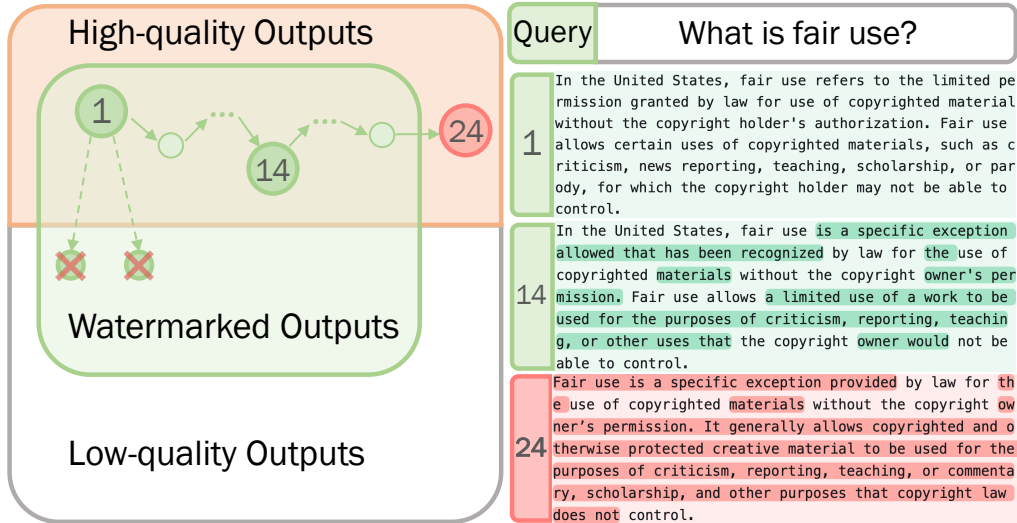 High-quality Outputs
1
14
24
Watermarked Outputs
Low-quality Outputs
Query
What is fair use?
1
In the United States, fair use refers to the limited pe
rmission granted by law for use of copyrighted material
without the copyright holder's authorization. Fair use
allows certain uses of copyrighted materials, such as c
riticism, news reporting, teaching, scholarship, or par
ody, for which the copyright holder may not be able to
control.
14
In the United States, fair use is a specific exception
allowed that has been recognized by law for the use of
copyrighted materials without the copyright owner's per
mission. Fair use allows a limited use of a work to be
used for the purposes of criticism, reporting, teachin
g, or other uses that the copyright owner would not be
able to control.
24
Fair use is a specific exception provided by law for th
e use of copyrighted materials without the copyright ow
ner’s permission. It generally allows copyrighted and o
therwise protected creative material to be used for the
purposes of criticism, reporting, teaching, or commenta
ry, scholarship, and other purposes that copyright law
does not control.